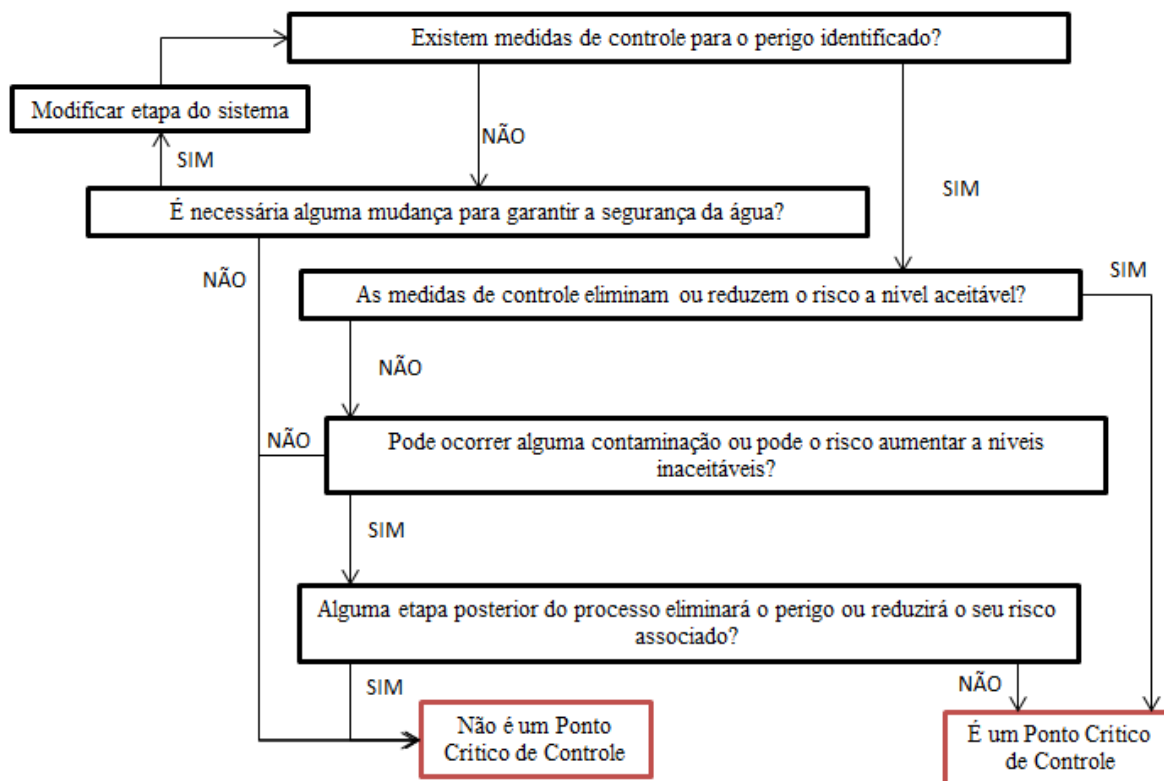 Existem medidas de controle para o perigo identificado?
Modificar etapa do sistema
NÃO
SIM
SIM
É necessária alguma mudança para garantir a segurança da água?
NÃO
SIM
As medidas de controle eliminam ou reduzem o risco a nível aceitável?
NÃO
NÃO
Pode ocorrer alguma contaminação ou pode o risco aumentar a níveis
inaceitáveis?
SIM
Alguma etapa posterior do processo eliminará o perigo ou reduzirá o seu risco
associado?
SIM
NÃO
Não é um Ponto
Crítico de Controle
É um Ponto Crítico
de Controle